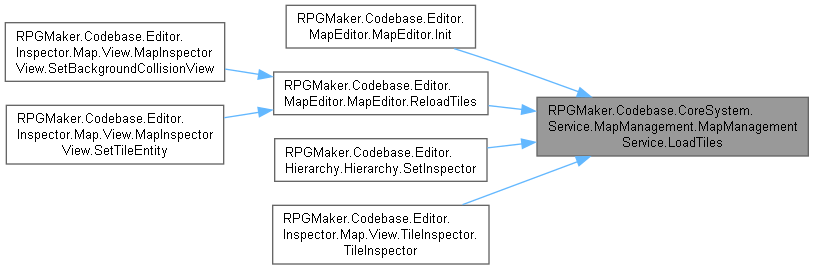 RPGMaker.Codebase.Editor.
Inspector.Map.View.MapInspector
View.SetBackgroundCollisionView
RPGMaker.Codebase.Editor.
Inspector.Map.View.MapInspector
View.SetTileEntity
RPGMaker.Codebase.Editor.
MapEditor.MapEditor.Init
RPGMaker.Codebase.Editor.
MapEditor.MapEditor.ReloadTiles
RPGMaker.Codebase.Editor.
Hierarchy.Hierarchy.SetInspector
RPGMaker.Codebase.Editor.
Inspector.Map.View.TileInspector.
TileInspector
RPGMaker.Codebase.CoreSystem.
Service.MapManagement.MapManagement
Service.LoadTiles